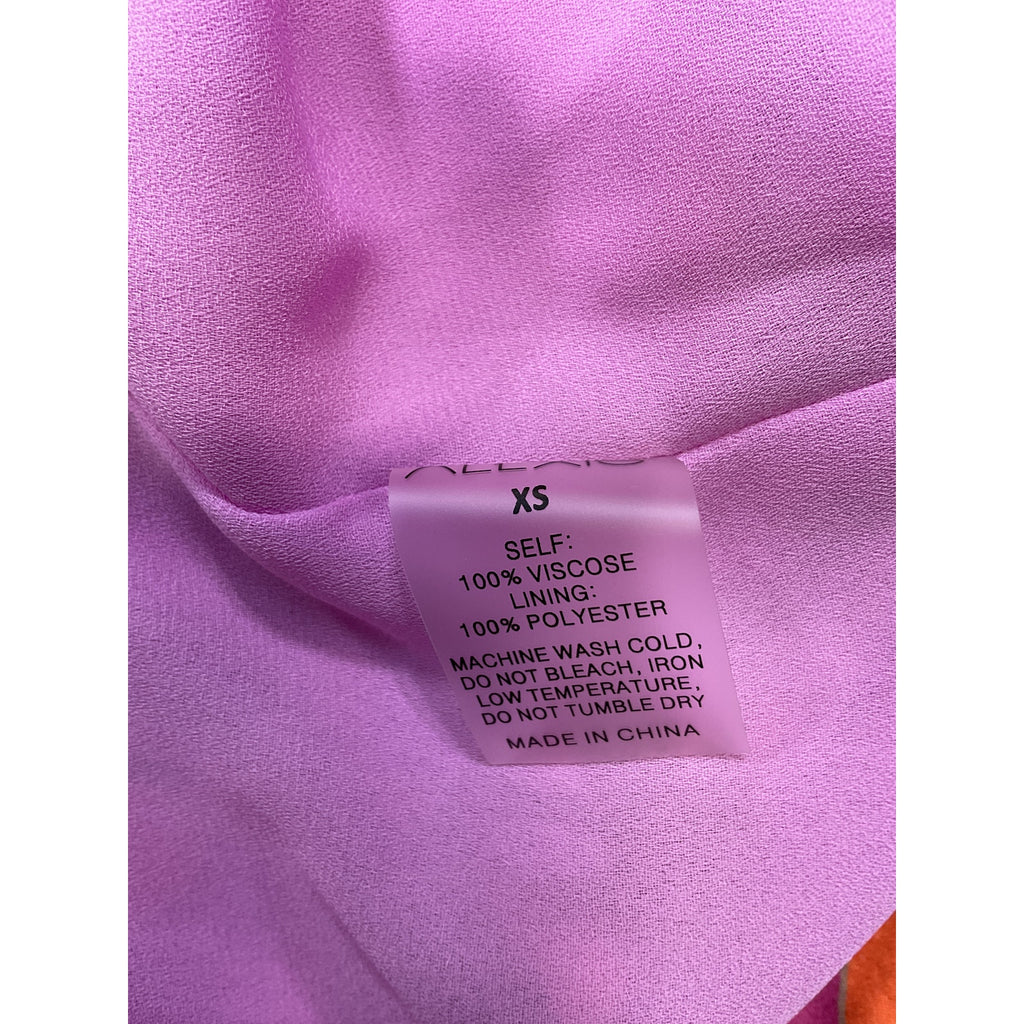 ALEXIS
XS
SELF:
100% VISCOSE
LINING:
100% POLYESTER
MACHINE WASH COLD,
DO NOT BLEACH, IRON
LOW TEMPERATURE,
DO NOT TUMBLE DRY
MADE IN CHINA